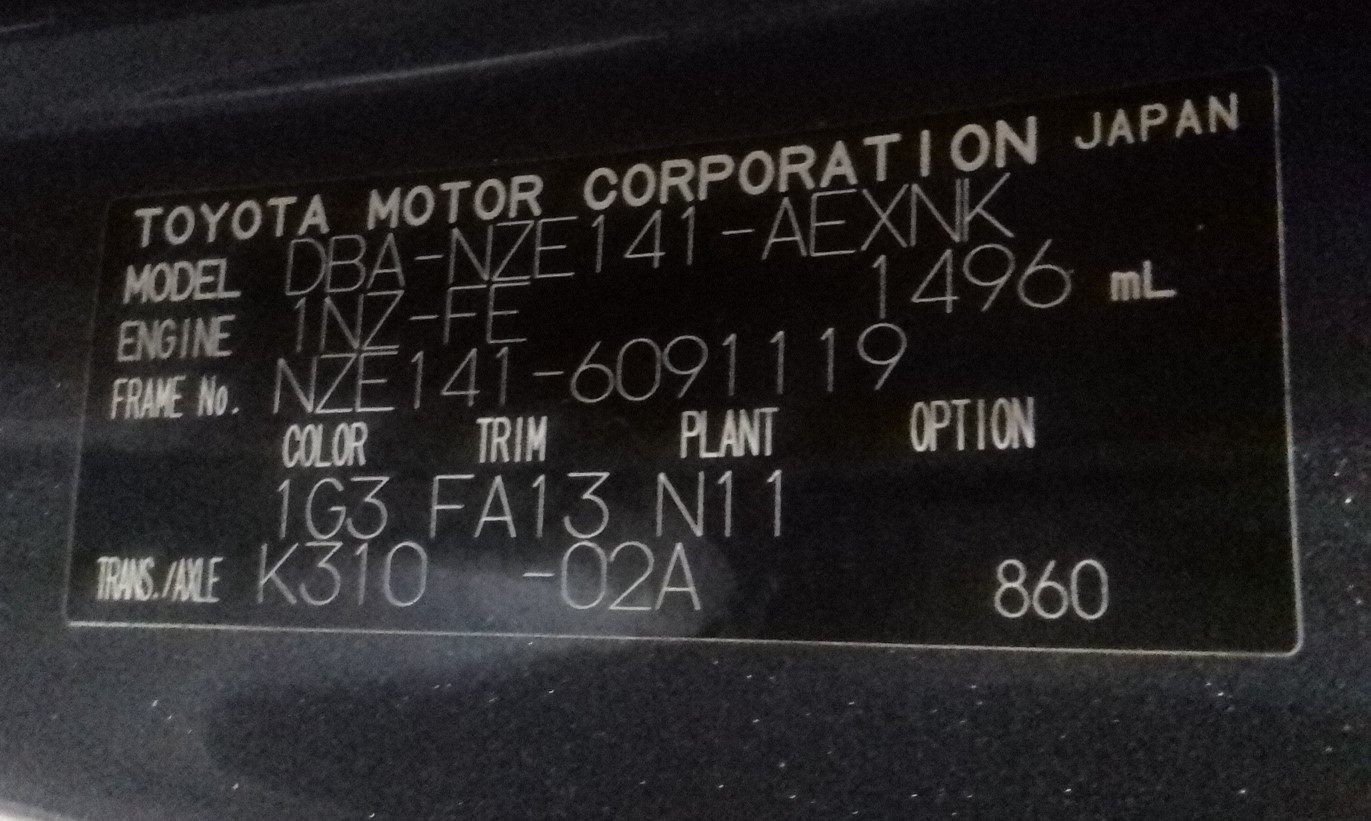 TOYOTA MOTOR CORPORATION JAPAN
MODEL DBA-NZE141-AEXNK
ENGINE 1NZ-FE 1496 mL
FRAME No. NZE141-6091119
COLOR TRIM PLANT OPTION
1G3 FA13 N11
TRANS./AXLE K310 -02A 860